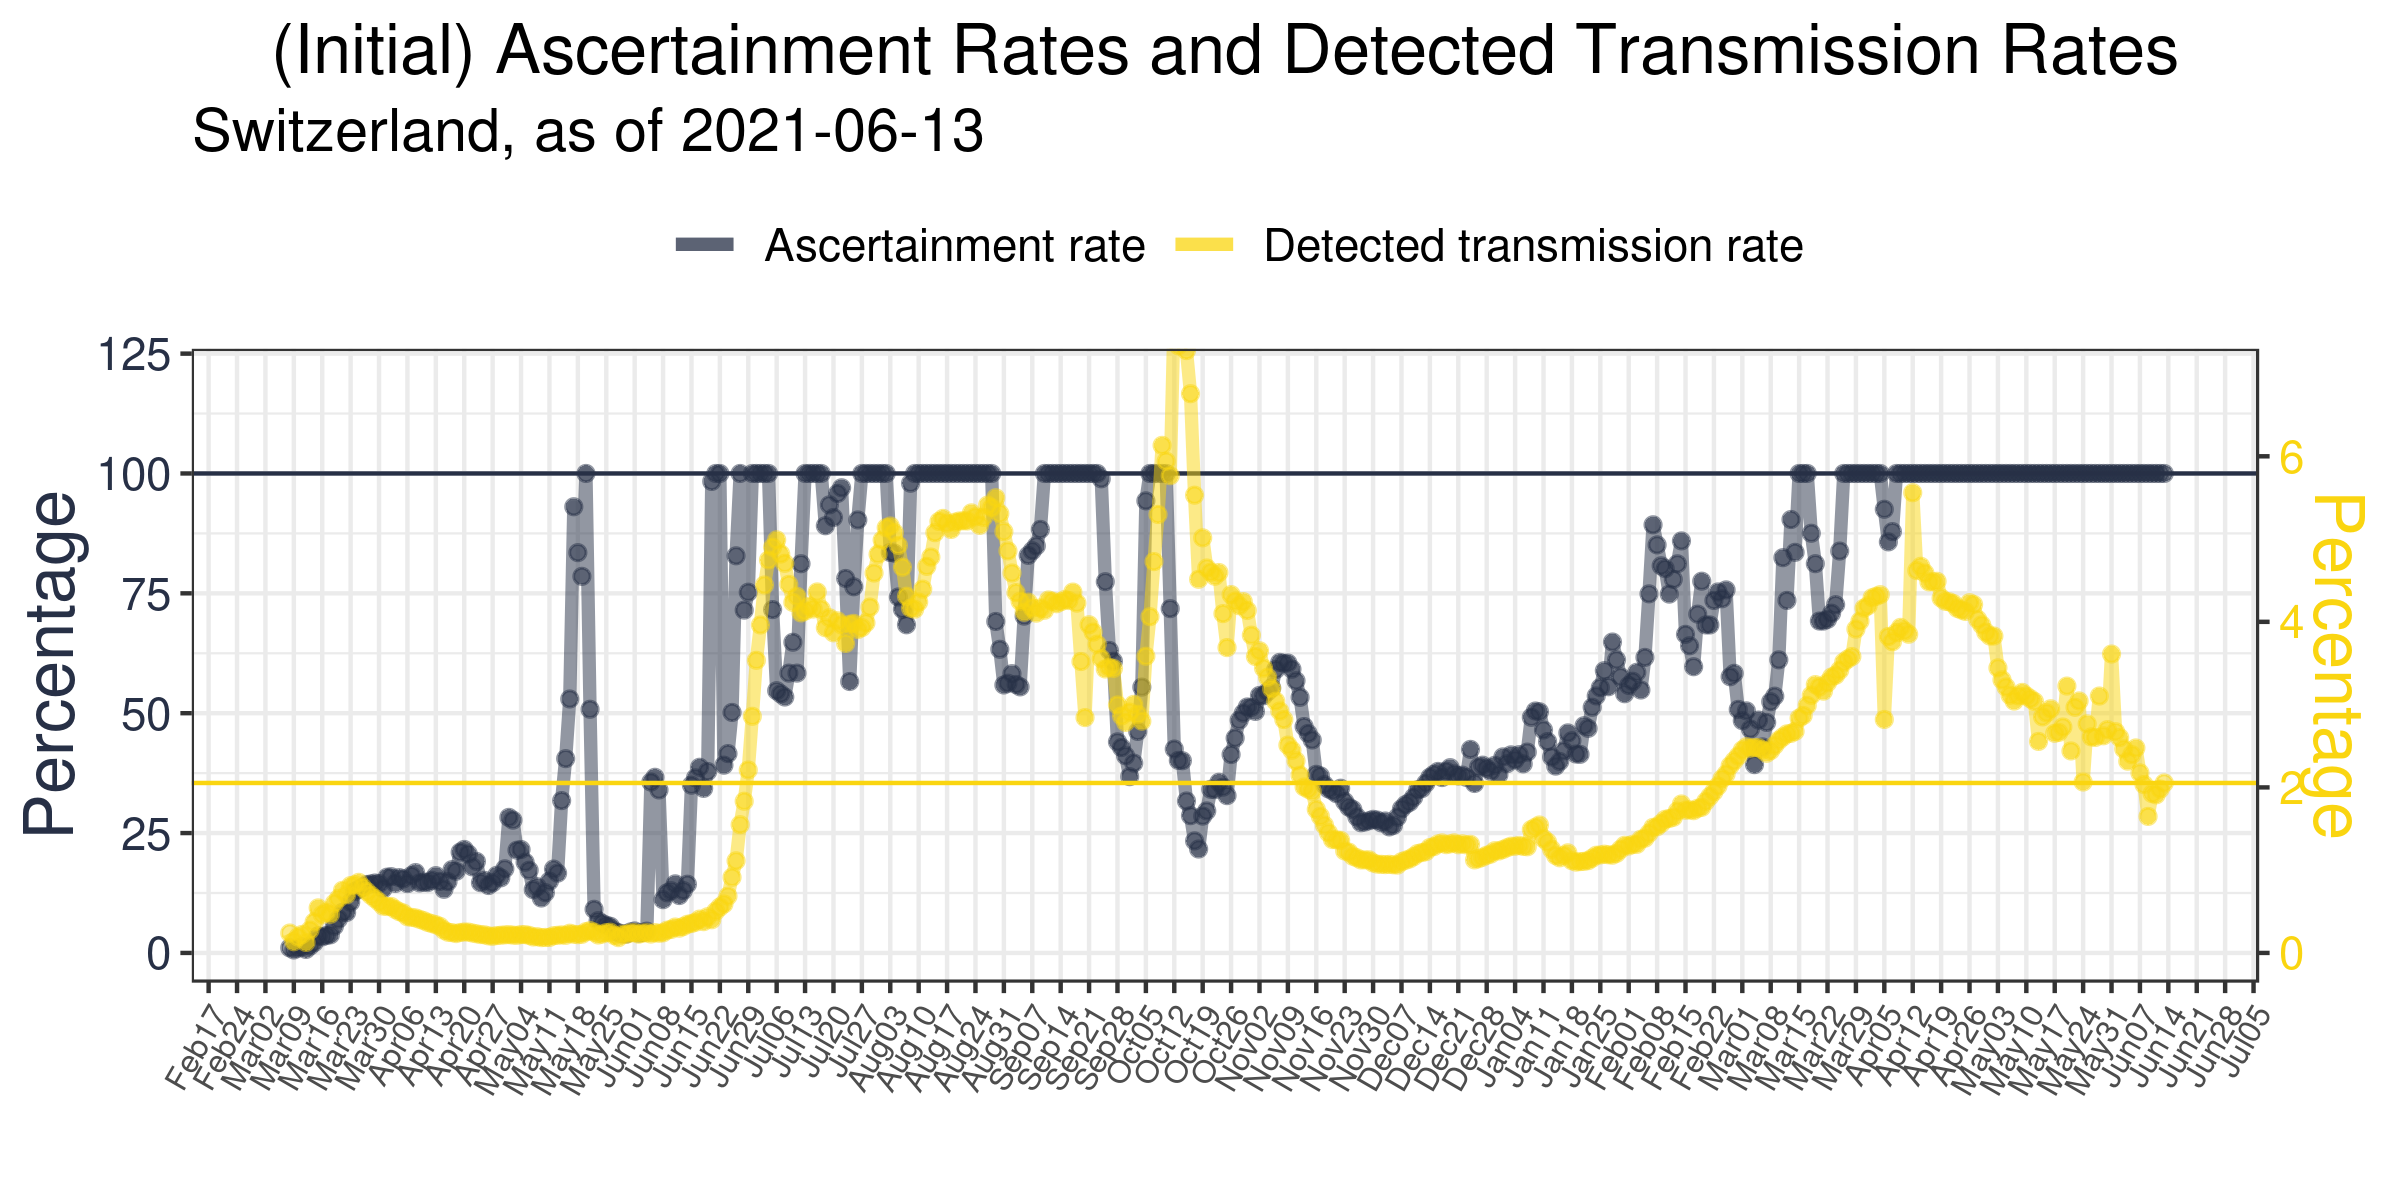 (Initial) Ascertainment Rates and Detected Transmission Rates
Switzerland, as of 2021-06-13
Ascertainment rate
Detected transmission rate
125
100
75
50
25
0
Percentage
6
4
2
0
Percentage
Feb17
Feb24
Mar02
Mar09
Mar16
Mar23
Mar30
Apr06
Apr13
Apr20
Apr27
May04
May11
May18
May25
Jun01
Jun08
Jun15
Jun22
Jun29
Jul06
Jul13
Jul20
Jul27
Aug03
Aug10
Aug17
Aug24
Aug31
Sep07
Sep14
Sep21
Sep28
Oct05
Oct12
Oct19
Oct26
Nov02
Nov09
Nov16
Nov23
Nov30
Dec07
Dec14
Dec21
Dec28
Jan04
Jan11
Jan18
Jan25
Feb01
Feb08
Feb15
Feb22
Mar01
Mar08
Mar15
Mar22
Mar29
Apr05
Apr12
Apr19
Apr26
May03
May10
May17
May24
May31
Jun07
Jun14
Jun21
Jun28
Jul05